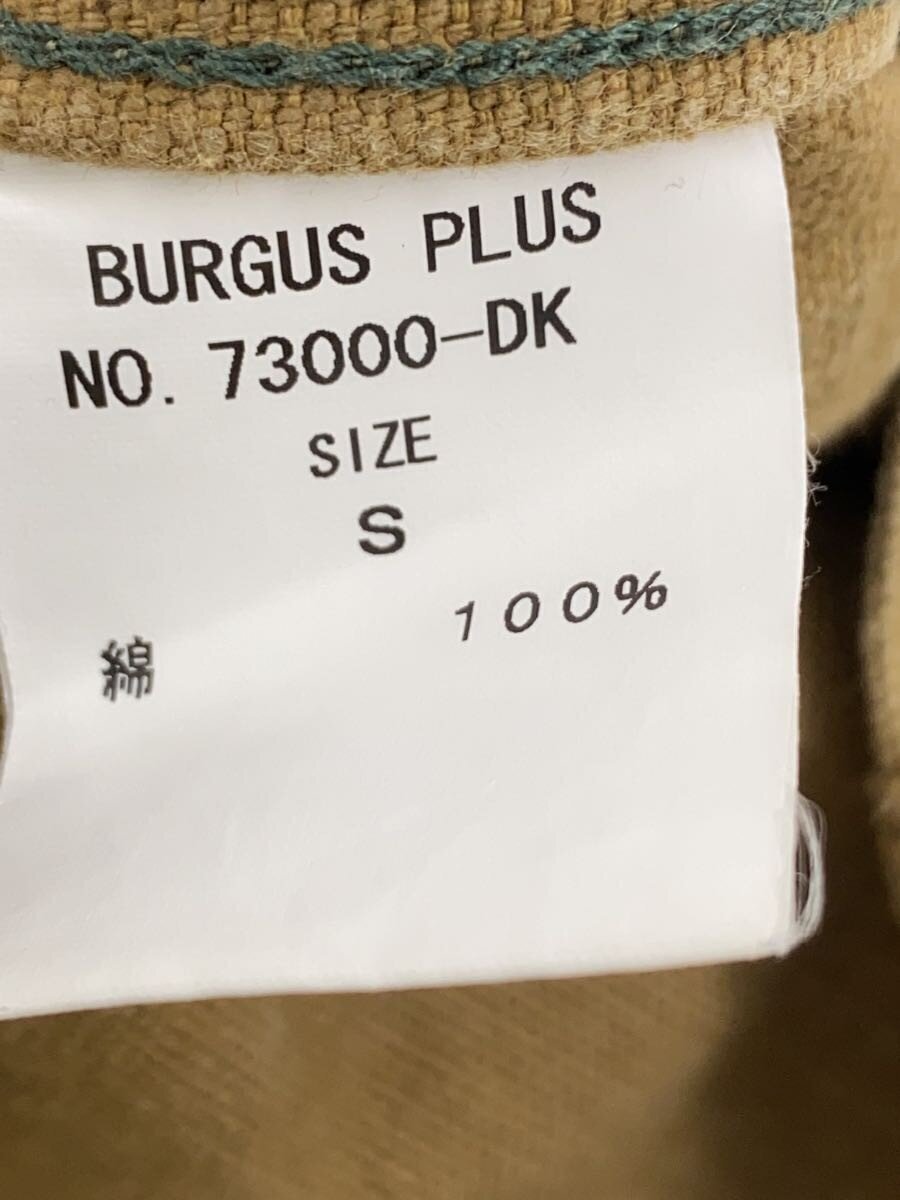 BURGUS PLUS
NO. 73000-DK
SIZE
S
綿 100%